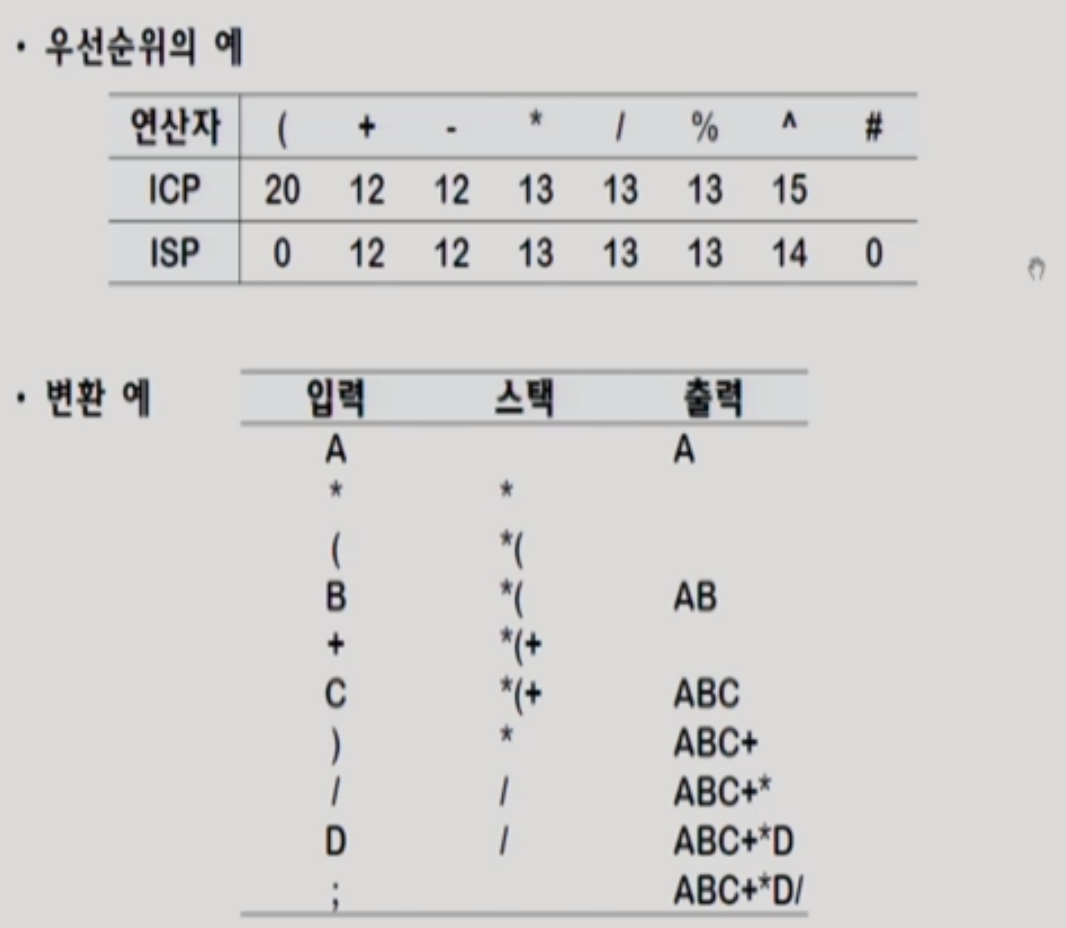 · 우선순위의 예
연산자 ( + - * / % ^ #
ICP 20 12 12 13 13 13 15
ISP 0 12 12 13 13 13 14 0
· 변환 예
입력 스택 출력
A A
* *
( *(
B *( AB
+ *(+
C *(+ ABC
) * ABC+
/ / ABC+*
D / ABC+*D
; ABC+*D/